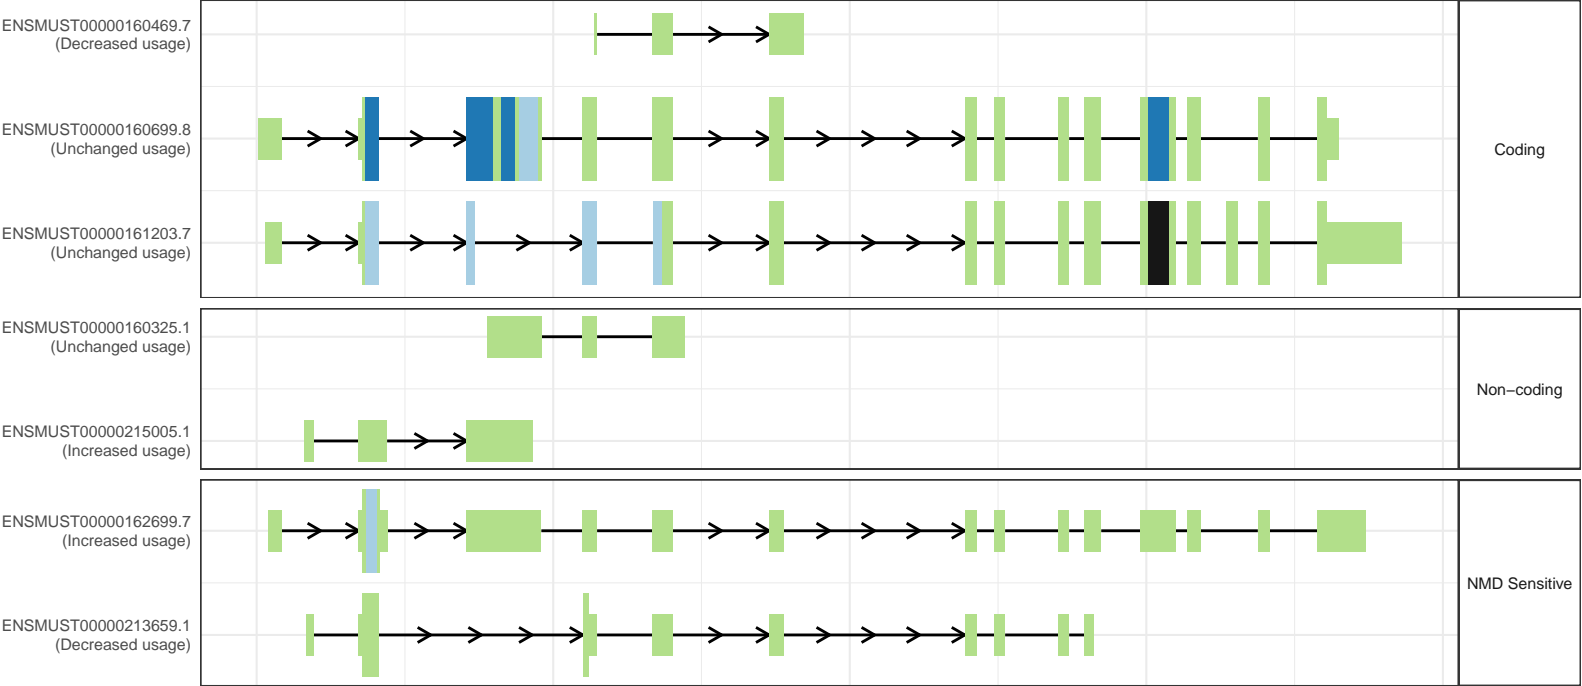 ENSMUST00000160469.7
(Decreased usage)
ENSMUST00000160699.8
(Unchanged usage)
Coding
ENSMUST00000161203.7
(Unchanged usage)
ENSMUST00000160325.1
(Unchanged usage)
Non−coding
ENSMUST00000215005.1
(Increased usage)
ENSMUST00000162699.7
(Increased usage)
NMD Sensitive
ENSMUST00000213659.1
(Decreased usage)